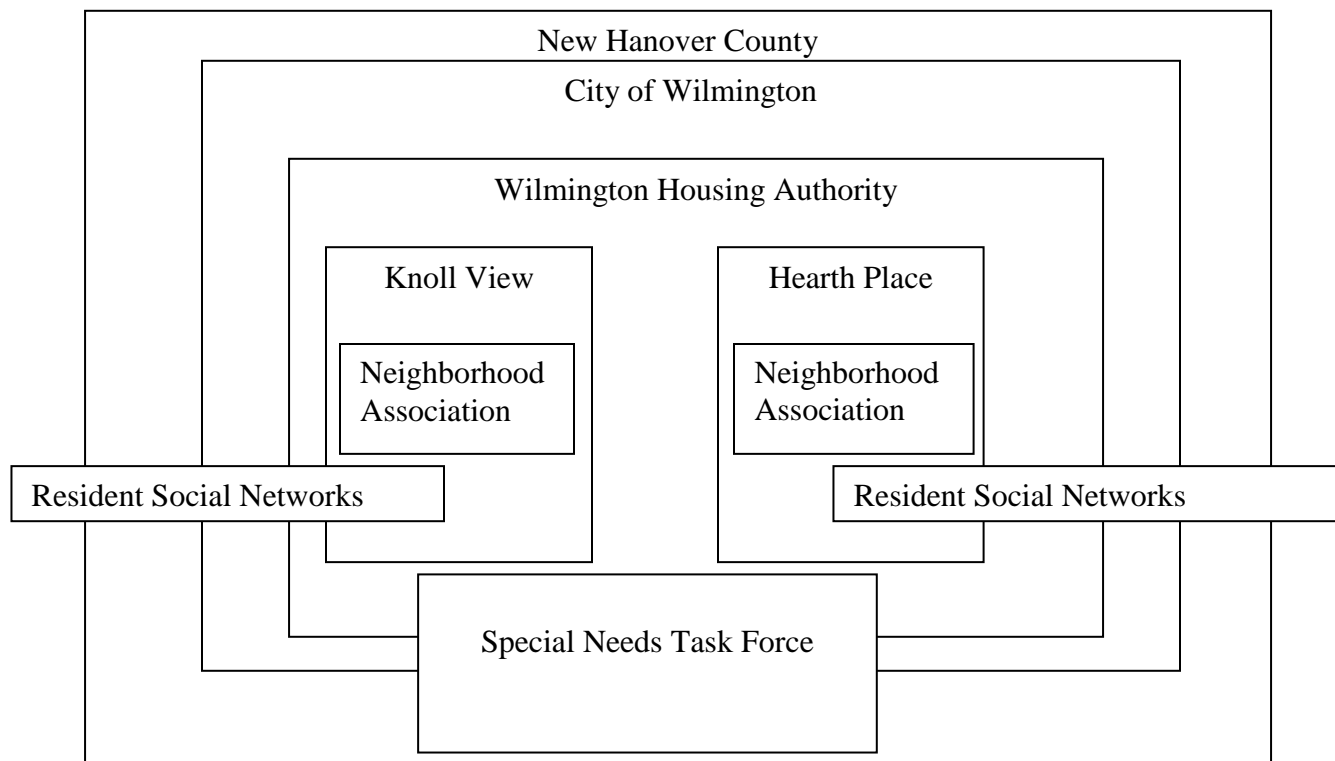 New Hanover County
City of Wilmington
Wilmington Housing Authority
Knoll View
Hearth Place
Neighborhood
Association
Neighborhood
Association
Resident Social Networks
Resident Social Networks
Special Needs Task Force